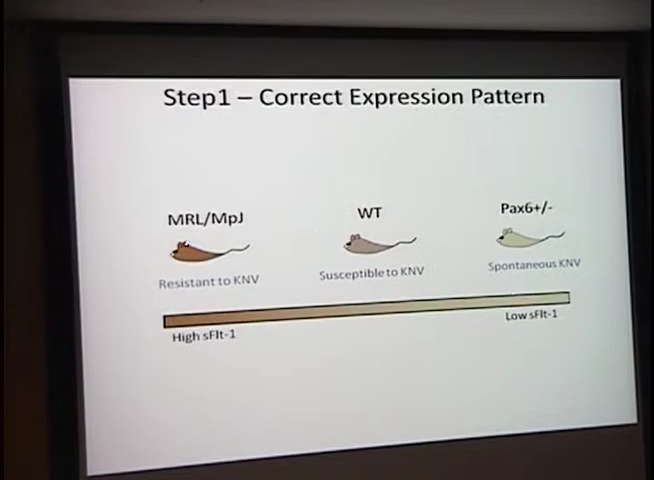 Step1 – Correct Expression Pattern
MRL/MpJ
WT
Pax6+/-
Resistant to KNV
Susceptible to KNV
Spontaneous KNV
High sFlt-1
Low sFlt-1